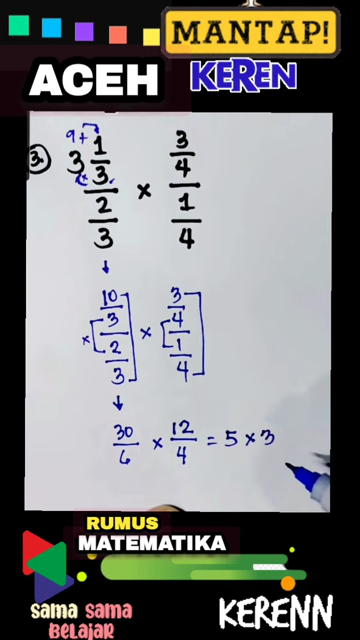 MANTAP!
ACEH KEREN
9+
3. 3 1/3 / 2/3 × 3/4 / 1/4
↓
× 10/3 / 2/3 × 3/4 / 1/4
↓
30/6 × 12/4 = 5 × 3
RUMUS
MATEMATIKA
sama sama
BELAJAR
KERENN